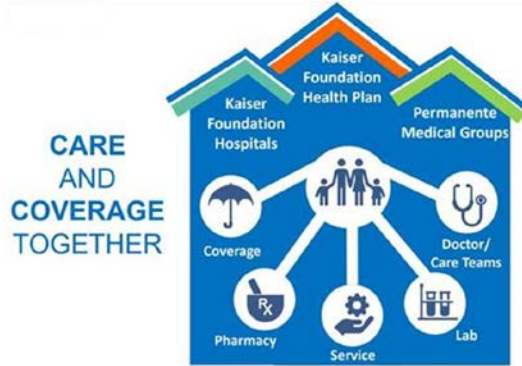 CARE
AND
COVERAGE
TOGETHER
Kaiser
Foundation
Hospitals
Kaiser
Foundation
Health Plan
Permanente
Medical Groups
Coverage
Doctor/
Care Teams
Rx
Pharmacy
Service
Lab